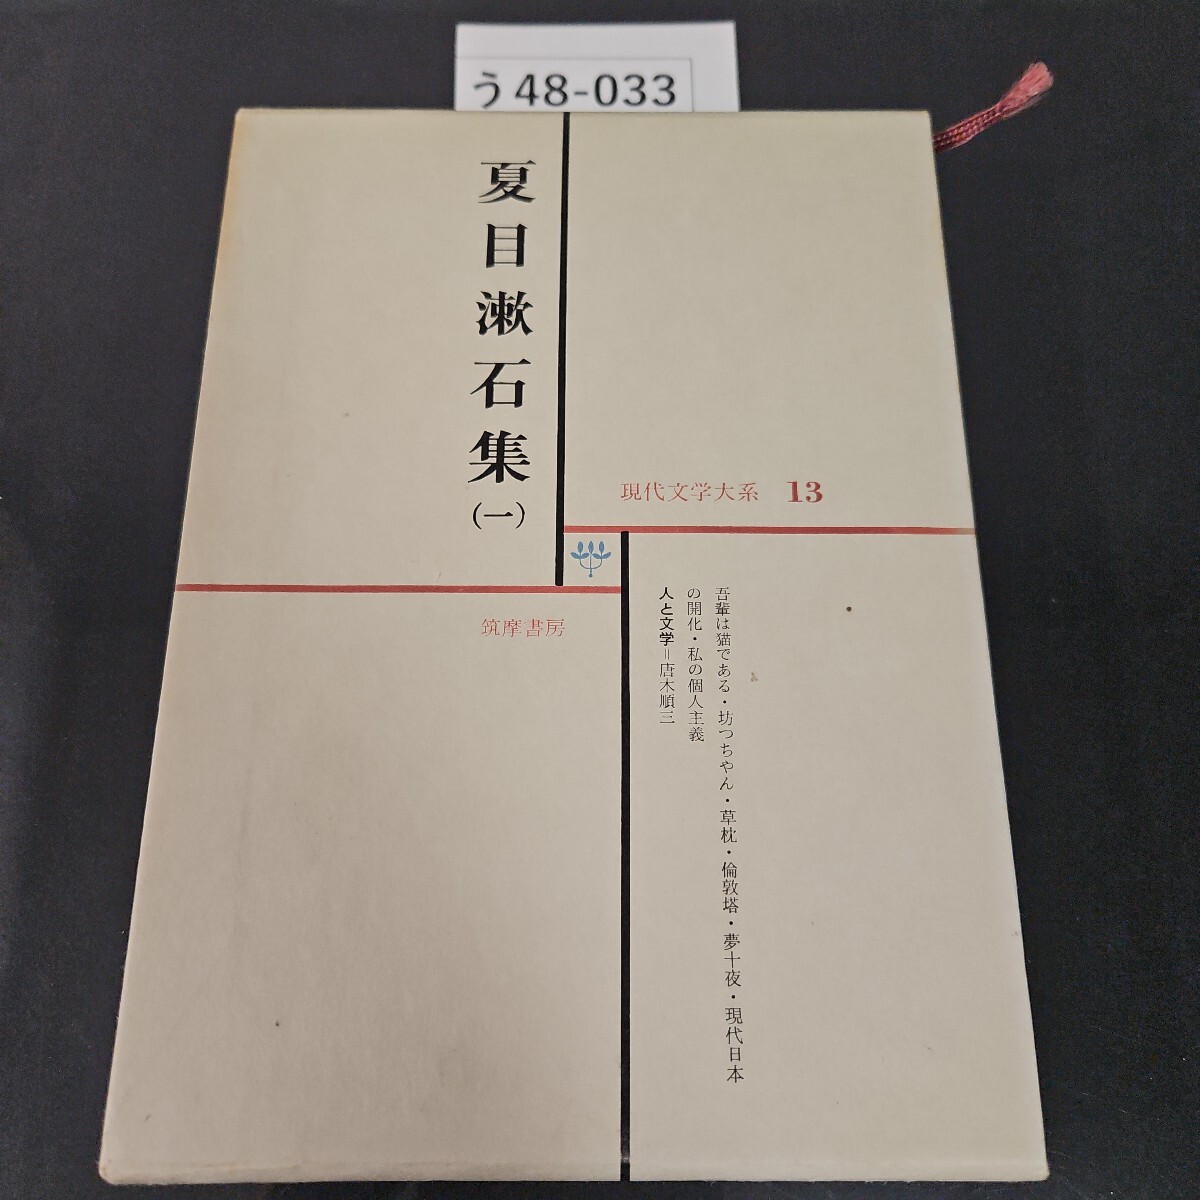 う48-033
夏目漱石集(一)
現代文学大系 13
筑摩書房
吾輩は猫である・坊つちやん・草枕・倫敦塔・夢十夜・現代日本
の開化・私の個人主義
人と文学=唐木順三